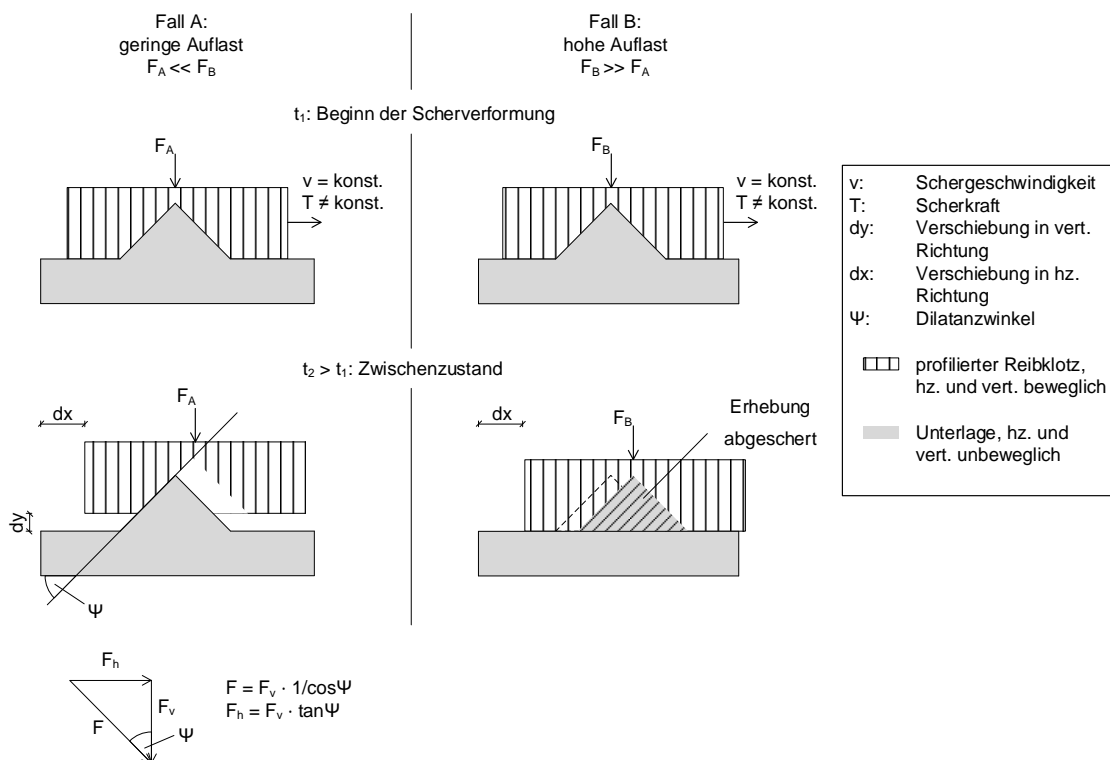 Fall A:
geringe Auflast
F_A << F_B
Fall B:
hohe Auflast
F_B >> F_A
t₁: Beginn der Scherverformung
F_A
v = konst.
T ≠ konst.
F_B
v = konst.
T ≠ konst.
v: Schergeschwindigkeit
T: Scherkraft
dy: Verschiebung in vert.
Richtung
dx: Verschiebung in hz.
Richtung
Ψ: Dilatanzwinkel
profilierter Reibklotz,
hz. und vert. beweglich
Unterlage, hz. und
vert. unbeweglich
t₂ > t₁: Zwischenzustand
dx
F_A
dy
Ψ
dx
F_B
Erhebung
abgeschert
F_h
F_v
F
Ψ
F = F_v · 1/cosΨ
F_h = F_v · tanΨ